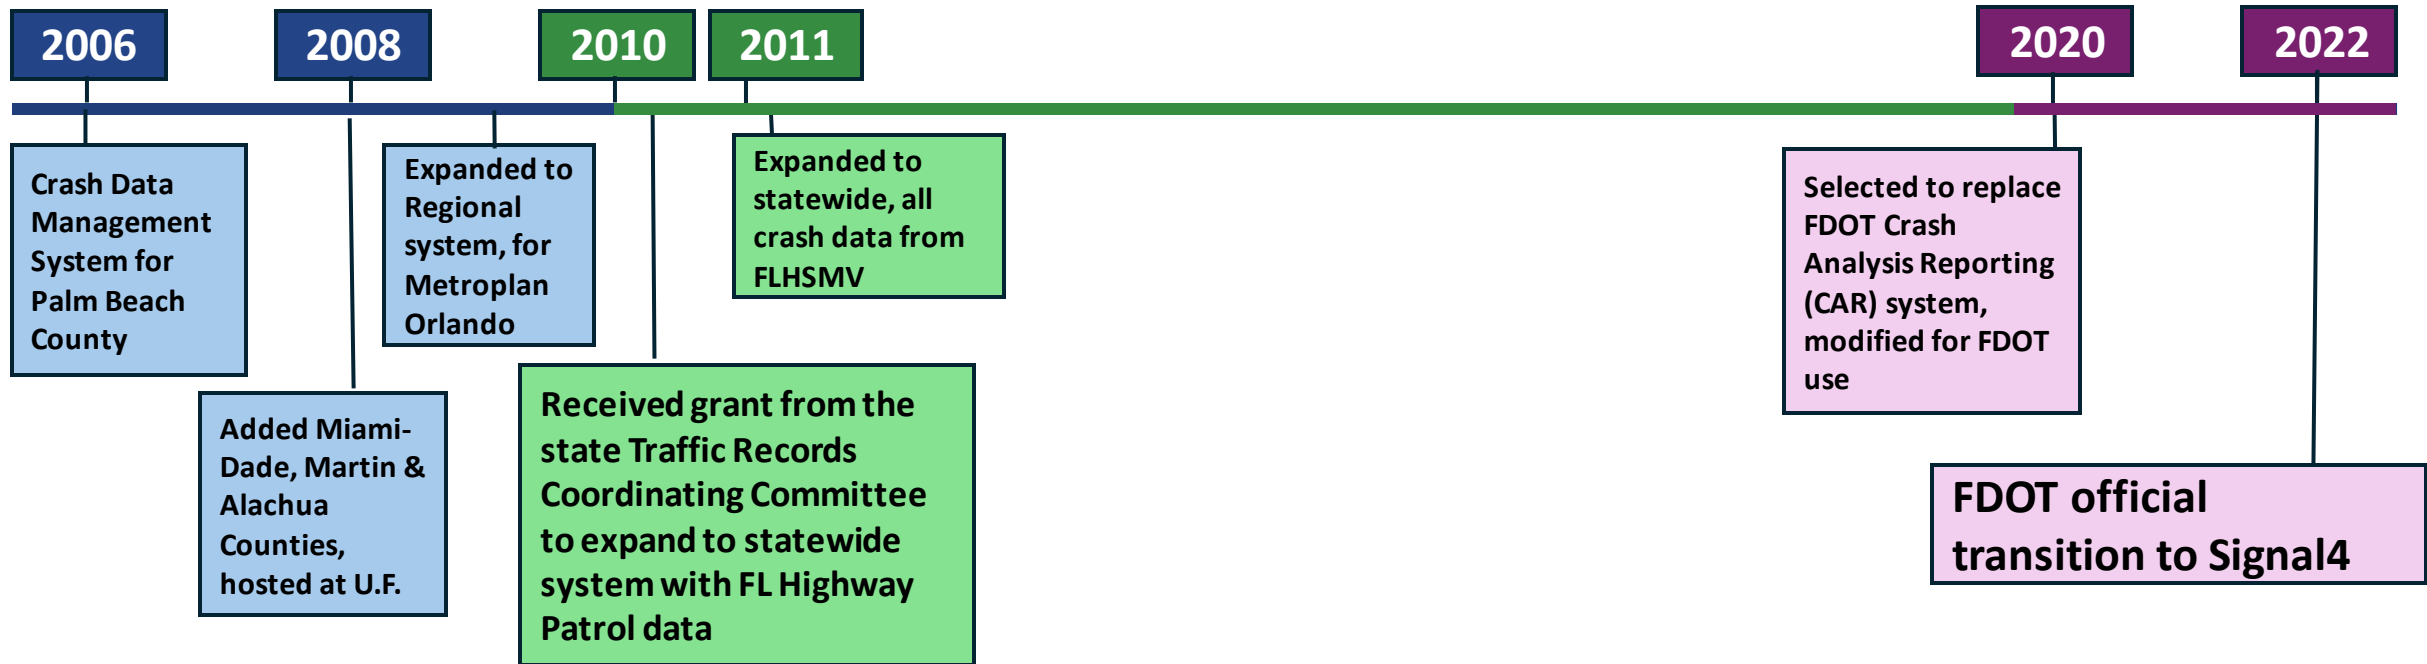 2006
2008
2010
2011
2020
2022
Crash Data
Management
System for
Palm Beach
County
Added Miami-
Dade, Martin &
Alachua
Counties,
hosted at U.F.
Expanded to
Regional
system, for
Metroplan
Orlando
Received grant from the
state Traffic Records
Coordinating Committee
to expand to statewide
system with FL Highway
Patrol data
Expanded to
statewide, all
crash data from
FLHSMV
Selected to replace
FDOT Crash
Analysis Reporting
(CAR) system,
modified for FDOT
use
FDOT official
transition to Signal4